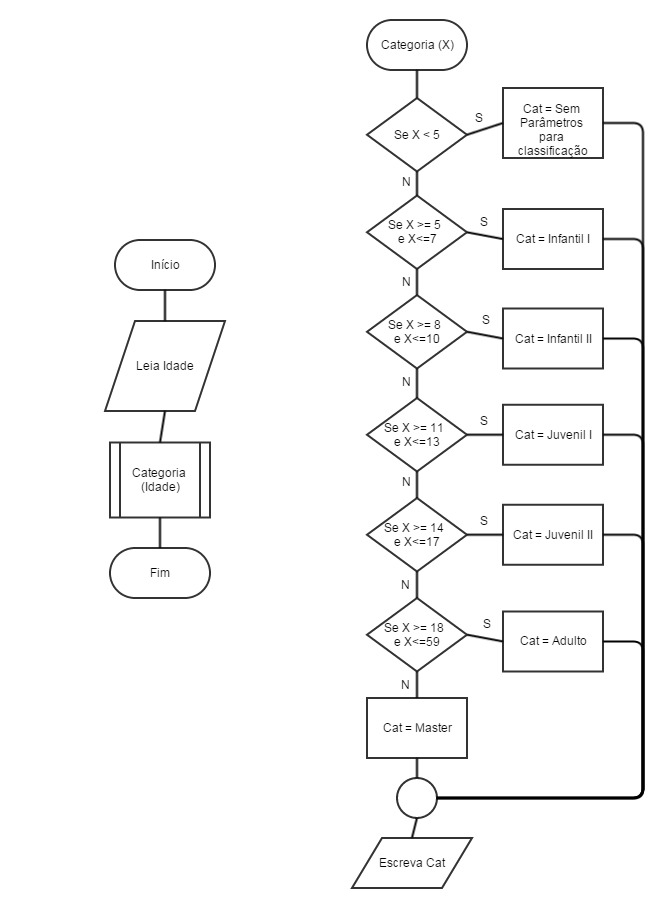 Início
Leia Idade
Categoria
(Idade)
Fim
Categoria (X)
Se X < 5
S
Cat = Sem
Parâmetros
para
classificação
N
Se X >= 5
e X<=7
S
Cat = Infantil I
N
Se X >= 8
e X<=10
S
Cat = Infantil II
N
Se X >= 11
e X<=13
S
Cat = Juvenil I
N
Se X >= 14
e X<=17
S
Cat = Juvenil II
N
Se X >= 18
e X<=59
S
Cat = Adulto
N
Cat = Master
Escreva Cat